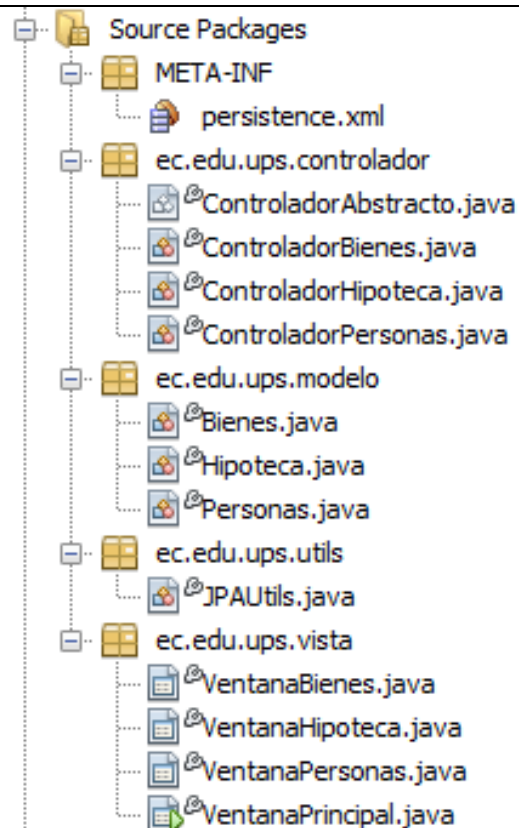 Source Packages
META-INF
persistence.xml
ec.edu.ups.controlador
ControladorAbstracto.java
ControladorBienes.java
ControladorHipoteca.java
ControladorPersonas.java
ec.edu.ups.modelo
Bienes.java
Hipoteca.java
Personas.java
ec.edu.ups.utils
JPAUtils.java
ec.edu.ups.vista
VentanaBienes.java
VentanaHipoteca.java
VentanaPersonas.java
VentanaPrincipal.java